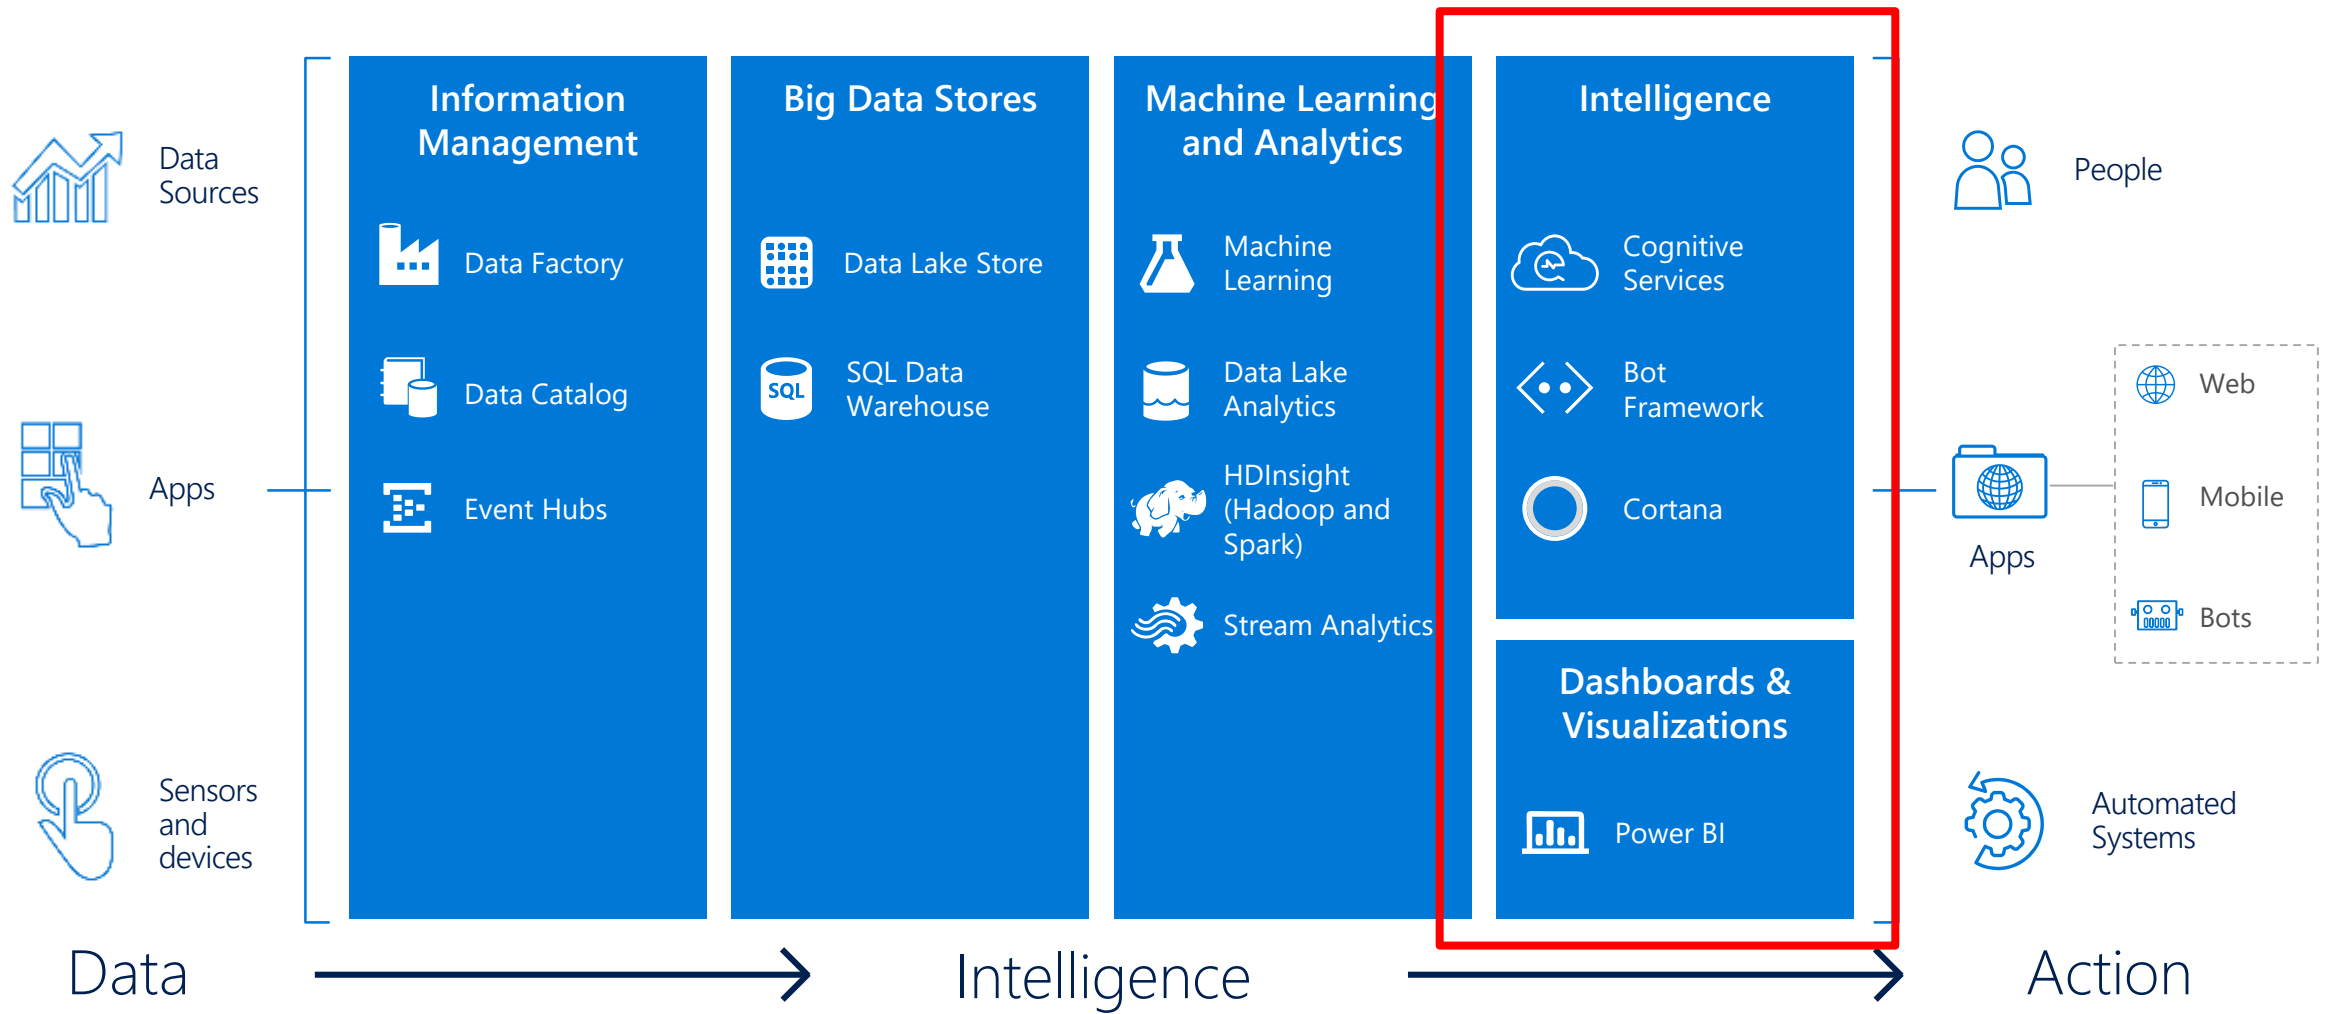 Data
Sources
Apps
Sensors
and
devices
Information
Management
Data Factory
Data Catalog
Event Hubs
Big Data Stores
Data Lake Store
SQL
SQL Data
Warehouse
Machine Learning
and Analytics
Machine
Learning
Data Lake
Analytics
HDInsight
(Hadoop and
Spark)
Stream Analytics
Intelligence
Cognitive
Services
Bot
Framework
Cortana
Dashboards &
Visualizations
Power BI
People
Apps
Web
Mobile
Bots
Automated
Systems
Data
Intelligence
Action